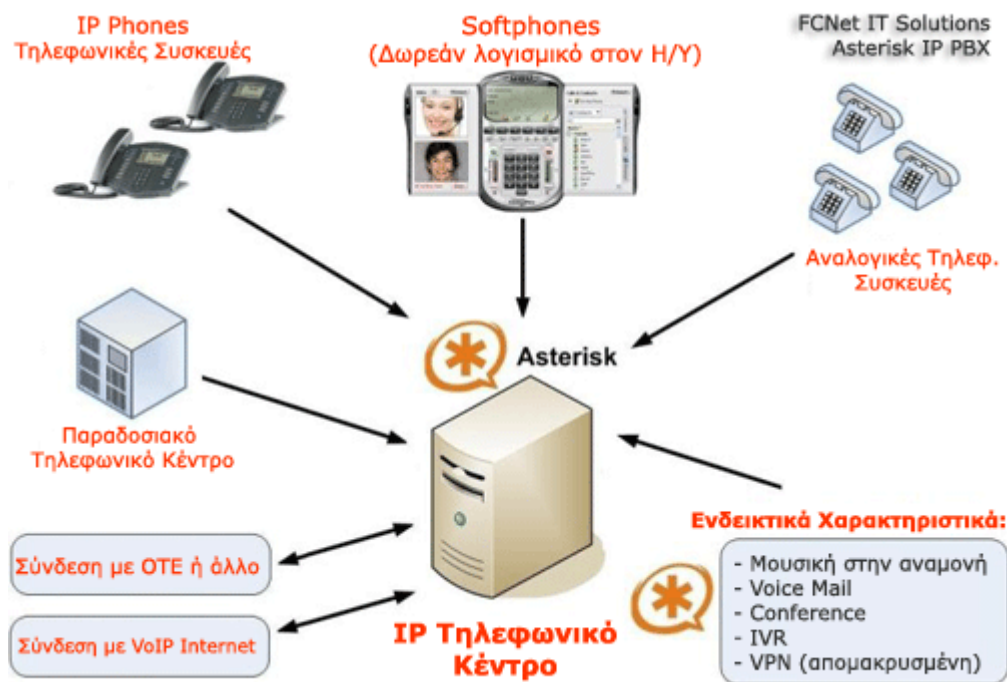 IP Phones
Τηλεφωνικές Συσκευές
Softphones
(Δωρεάν λογισμικό στον Η/Υ)
FCNet IT Solutions
Asterisk IP PBX
Αναλογικές Τηλεφ.
Συσκευές
Asterisk
Παραδοσιακό
Τηλεφωνικό Κέντρο
Σύνδεση με ΟΤΕ ή άλλο
Σύνδεση με VoIP Internet
IP Τηλεφωνικό
Κέντρο
Ενδεικτικά Χαρακτηριστικά:
- Μουσική στην αναμονή
- Voice Mail
- Conference
- IVR
- VPN (απομακρυσμένη)